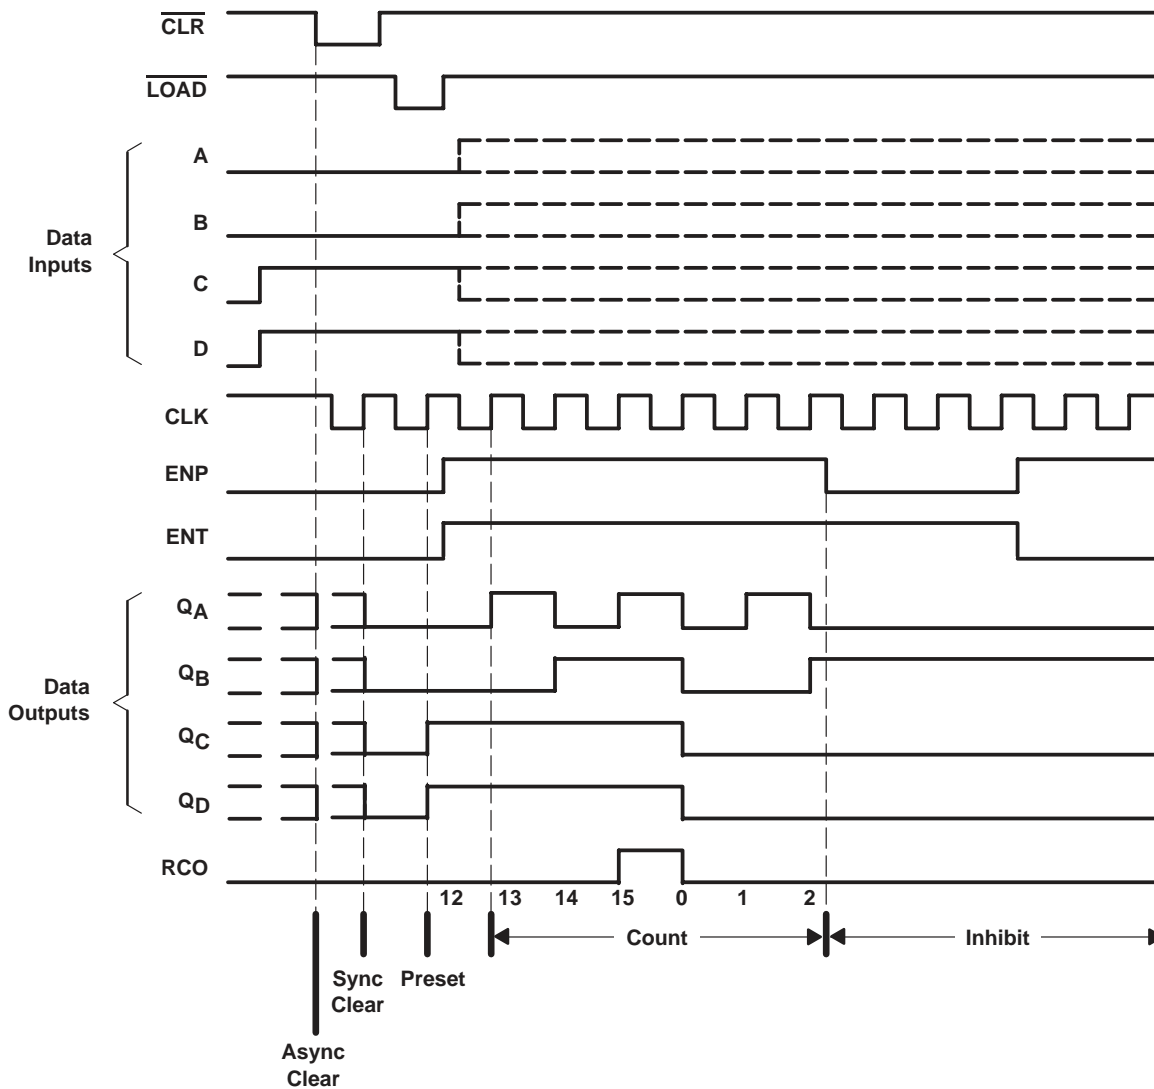 CLR
LOAD
A
B
Data
Inputs
C
D
CLK
ENP
ENT
QA
QB
Data
Outputs
QC
QD
RCO
12 13 14 15 0 1 2
Count Inhibit
Sync
Clear
Preset
Async
Clear